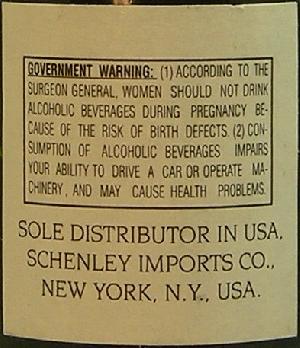 GOVERNMENT WARNING: (1) ACCORDING TO THE
SURGEON GENERAL, WOMEN SHOULD NOT DRINK
ALCOHOLIC BEVERAGES DURING PREGNANCY BE-
CAUSE OF THE RISK OF BIRTH DEFECTS. (2) CON-
SUMPTION OF ALCOHOLIC BEVERAGES IMPAIRS
YOUR ABILITY TO DRIVE A CAR OR OPERATE MA-
CHINERY, AND MAY CAUSE HEALTH PROBLEMS.
SOLE DISTRIBUTOR IN USA,
SCHENLEY IMPORTS CO.,
NEW YORK, N.Y., USA.